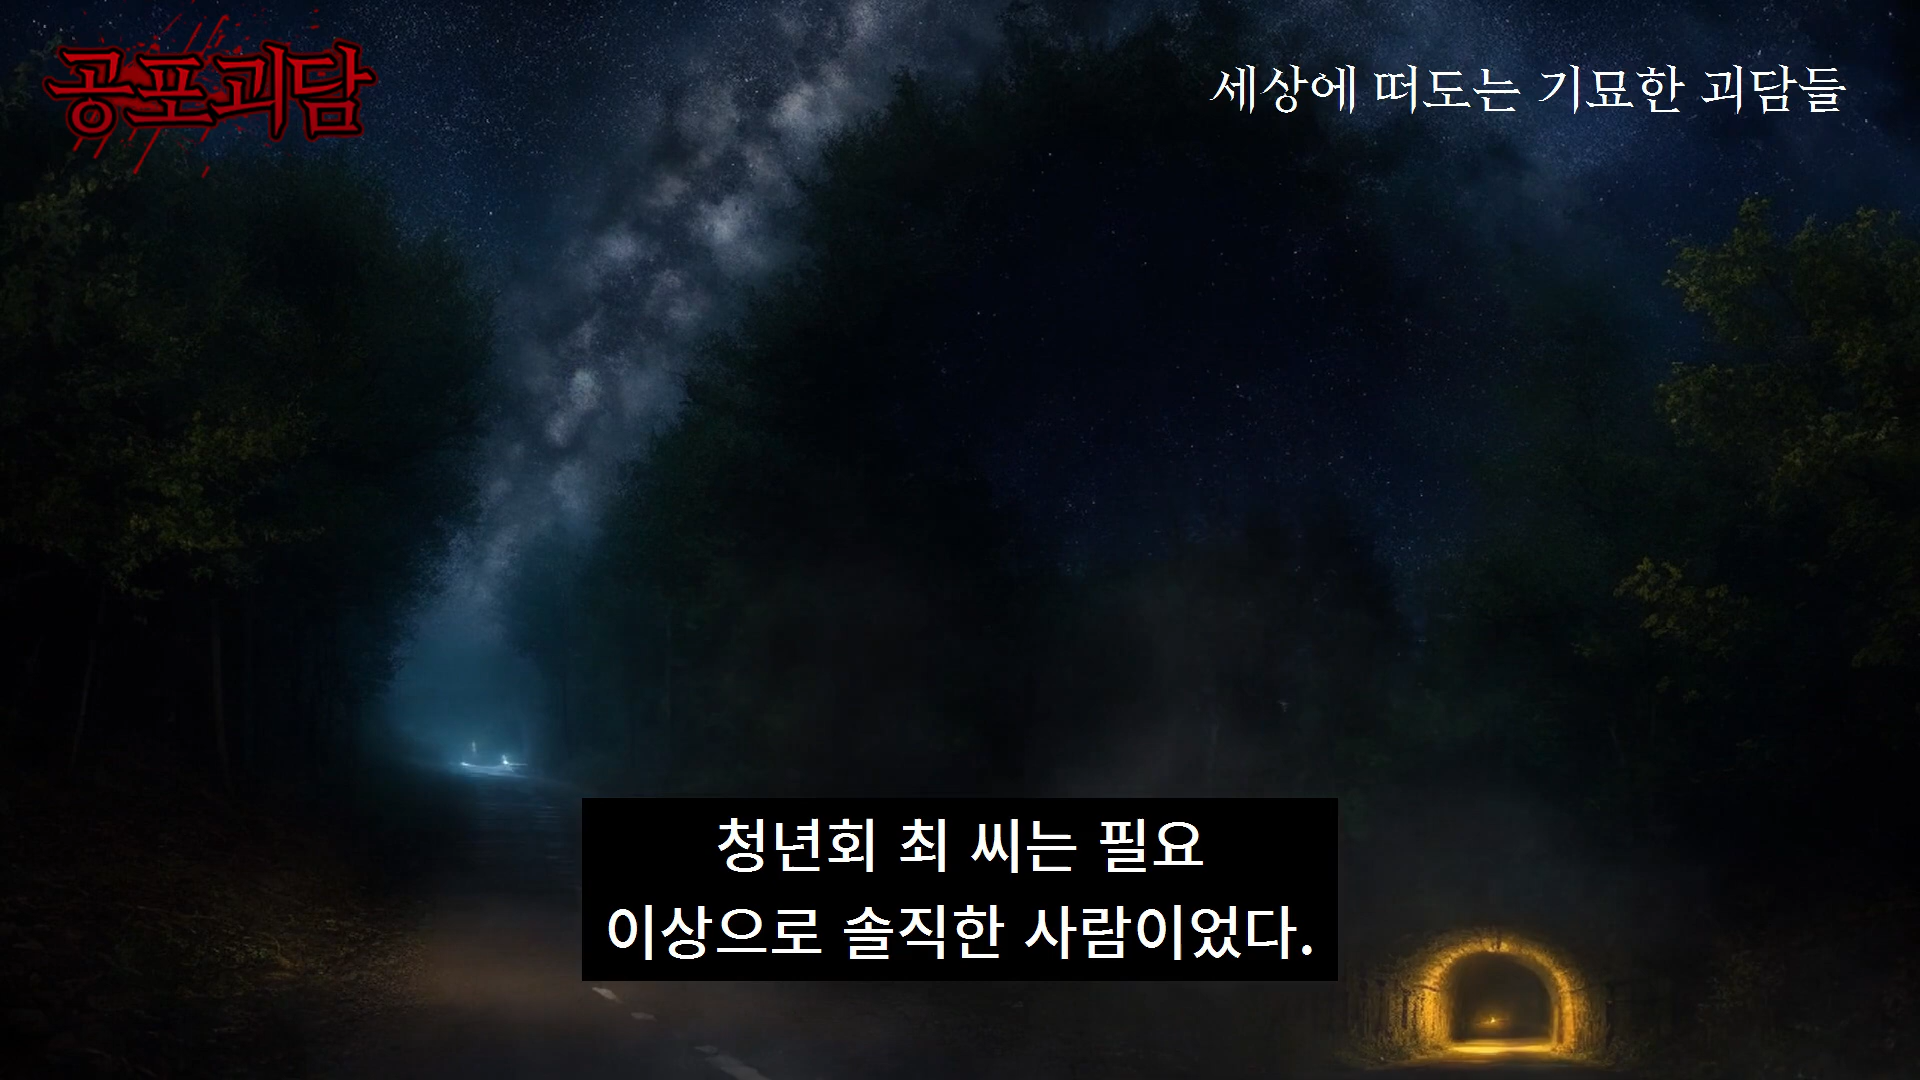 공포괴담
세상에 떠도는 기묘한 괴담들
청년회 최 씨는 필요
이상으로 솔직한 사람이었다.